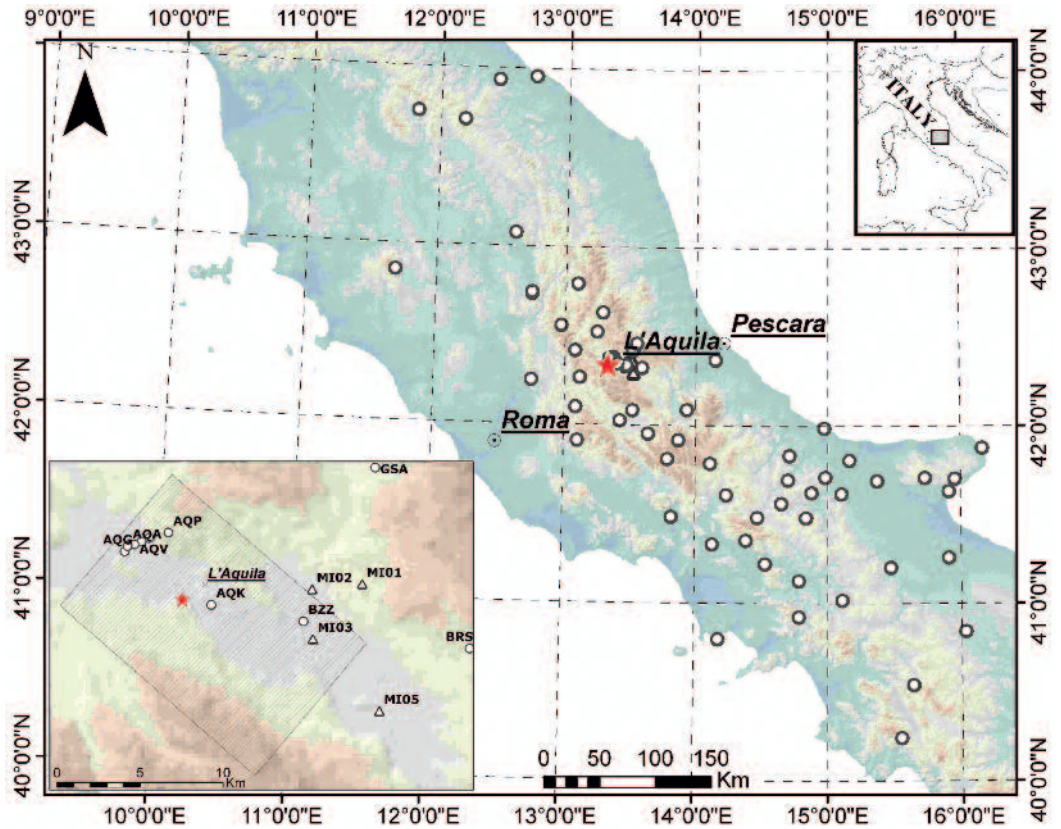 9°0'0"E 10°0'0"E 11°0'0"E 12°0'0"E 13°0'0"E 14°0'0"E 15°0'0"E 16°0'0"E
N
ITALY
44°0'0"N
43°0'0"N
43°0'0"N
Pescara
L'Aquila
42°0'0"N
42°0'0"N
Roma
GSA
AQP
AQA
AQG
AQV
L'Aquila
AQK
MI02
MI01
BZZ
MI03
BRS
MI05
0 5 10
Km
41°0'0"N
41°0'0"N
0 50 100 150
Km
40°0'0"N
40°0'0"N
10°0'0"E 11°0'0"E 12°0'0"E 13°0'0"E 14°0'0"E 15°0'0"E 16°0'0"E